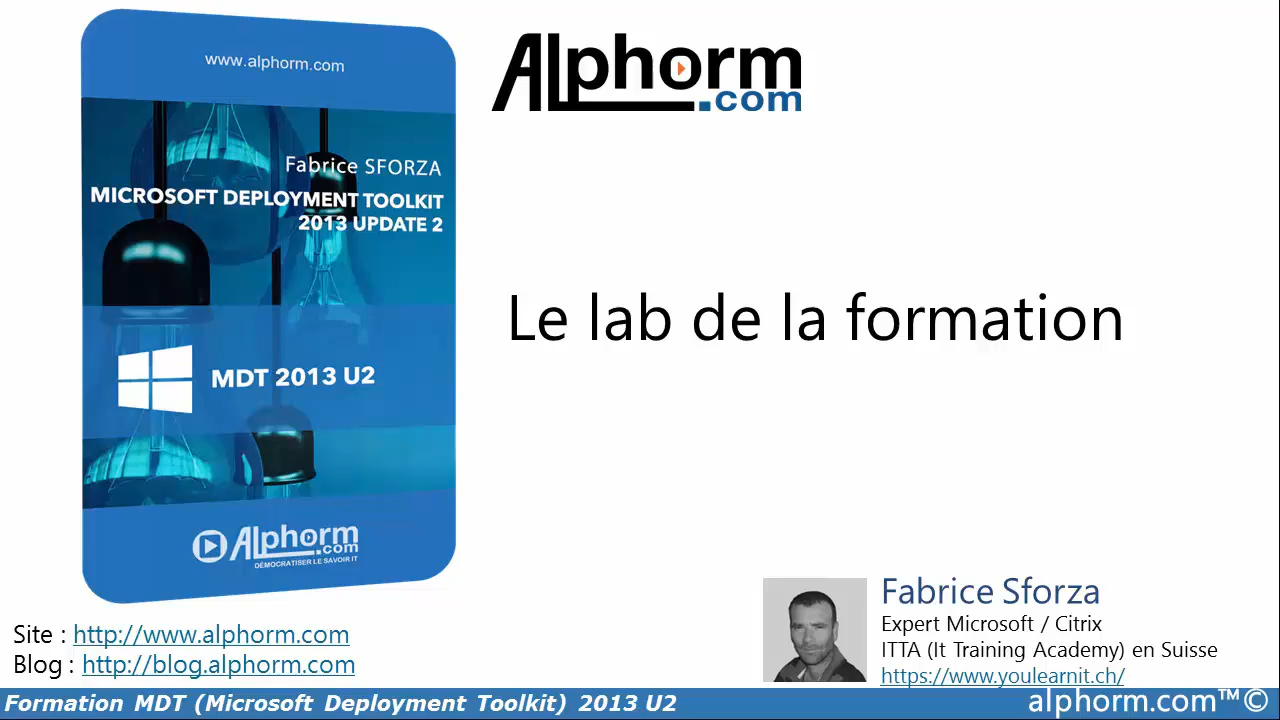 www.alphorm.com
Fabrice SFORZA
MICROSOFT DEPLOYMENT TOOLKIT
2013 UPDATE 2
MDT 2013 U2
Alphorm
.com
DÉMOCRATISER LE SAVOIR IT
Alphorm
.com
Le lab de la formation
Fabrice Sforza
Expert Microsoft / Citrix
ITTA (It Training Academy) en Suisse
https://www.youlearnit.ch/
Site : http://www.alphorm.com
Blog : http://blog.alphorm.com
Formation MDT (Microsoft Deployment Toolkit) 2013 U2
alphorm.com™©